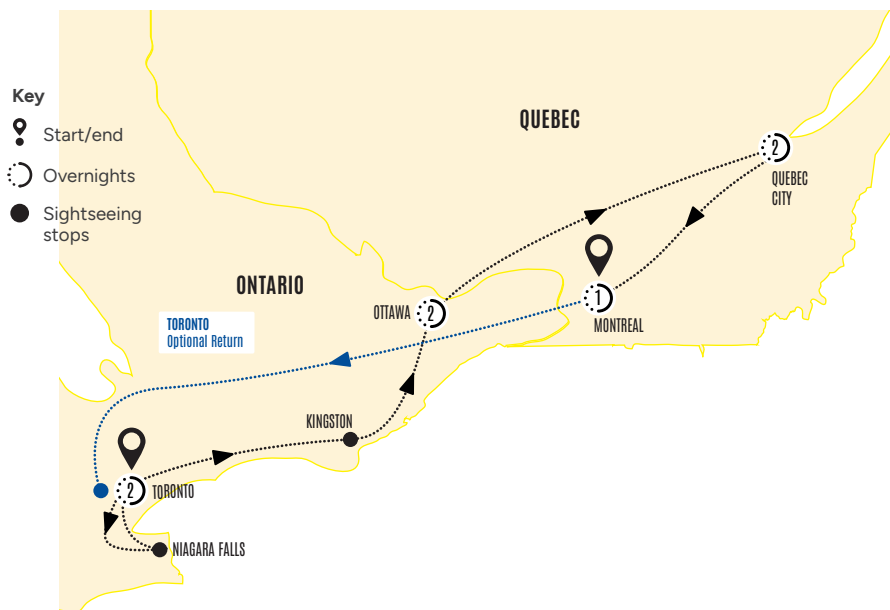 Key
Start/end
Overnights
Sightseeing
stops
QUEBEC
2
QUEBEC
CITY
ONTARIO
1
MONTREAL
OTTAWA
2
TORONTO
Optional Return
KINGSTON
2
TORONTO
NIAGARA FALLS